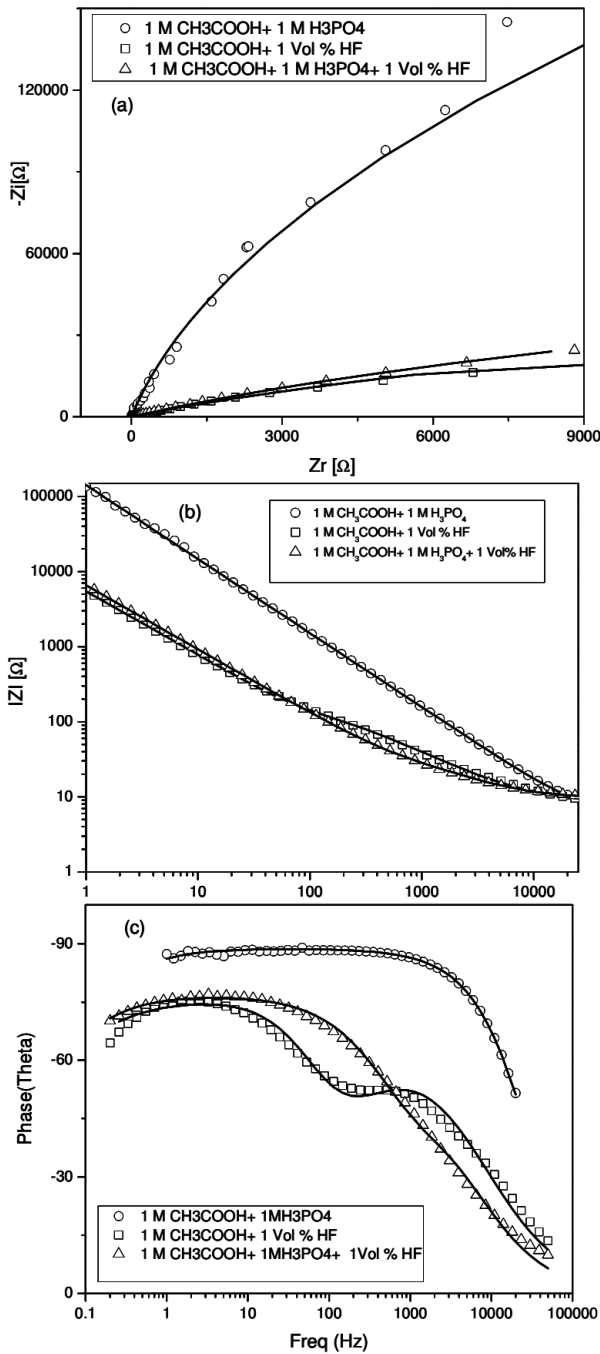 1 M CH3COOH+ 1 M H3PO4
1 M CH3COOH+ 1 Vol % HF
1 M CH3COOH+ 1 M H3PO4+ 1 Vol % HF
(a)
-Zi[Ω]
120000
60000
0
0
3000
6000
9000
Zr [Ω]
(b)
1 M CH₃COOH+ 1 M H₃PO₄
1 M CH₃COOH+ 1 Vol % HF
1 M CH₃COOH+ 1 M H₃PO₄+ 1 Vol% HF
|Z| [Ω]
100000
10000
1000
100
10
1
1
10
100
1000
10000
(c)
Phase(Theta)
-90
-60
-30
0
1 M CH3COOH+ 1MH3PO4
1 M CH3COOH+ 1 Vol % HF
1 M CH3COOH+ 1MH3PO4+ 1Vol % HF
0.1
1
10
100
1000
10000
100000
Freq (Hz)